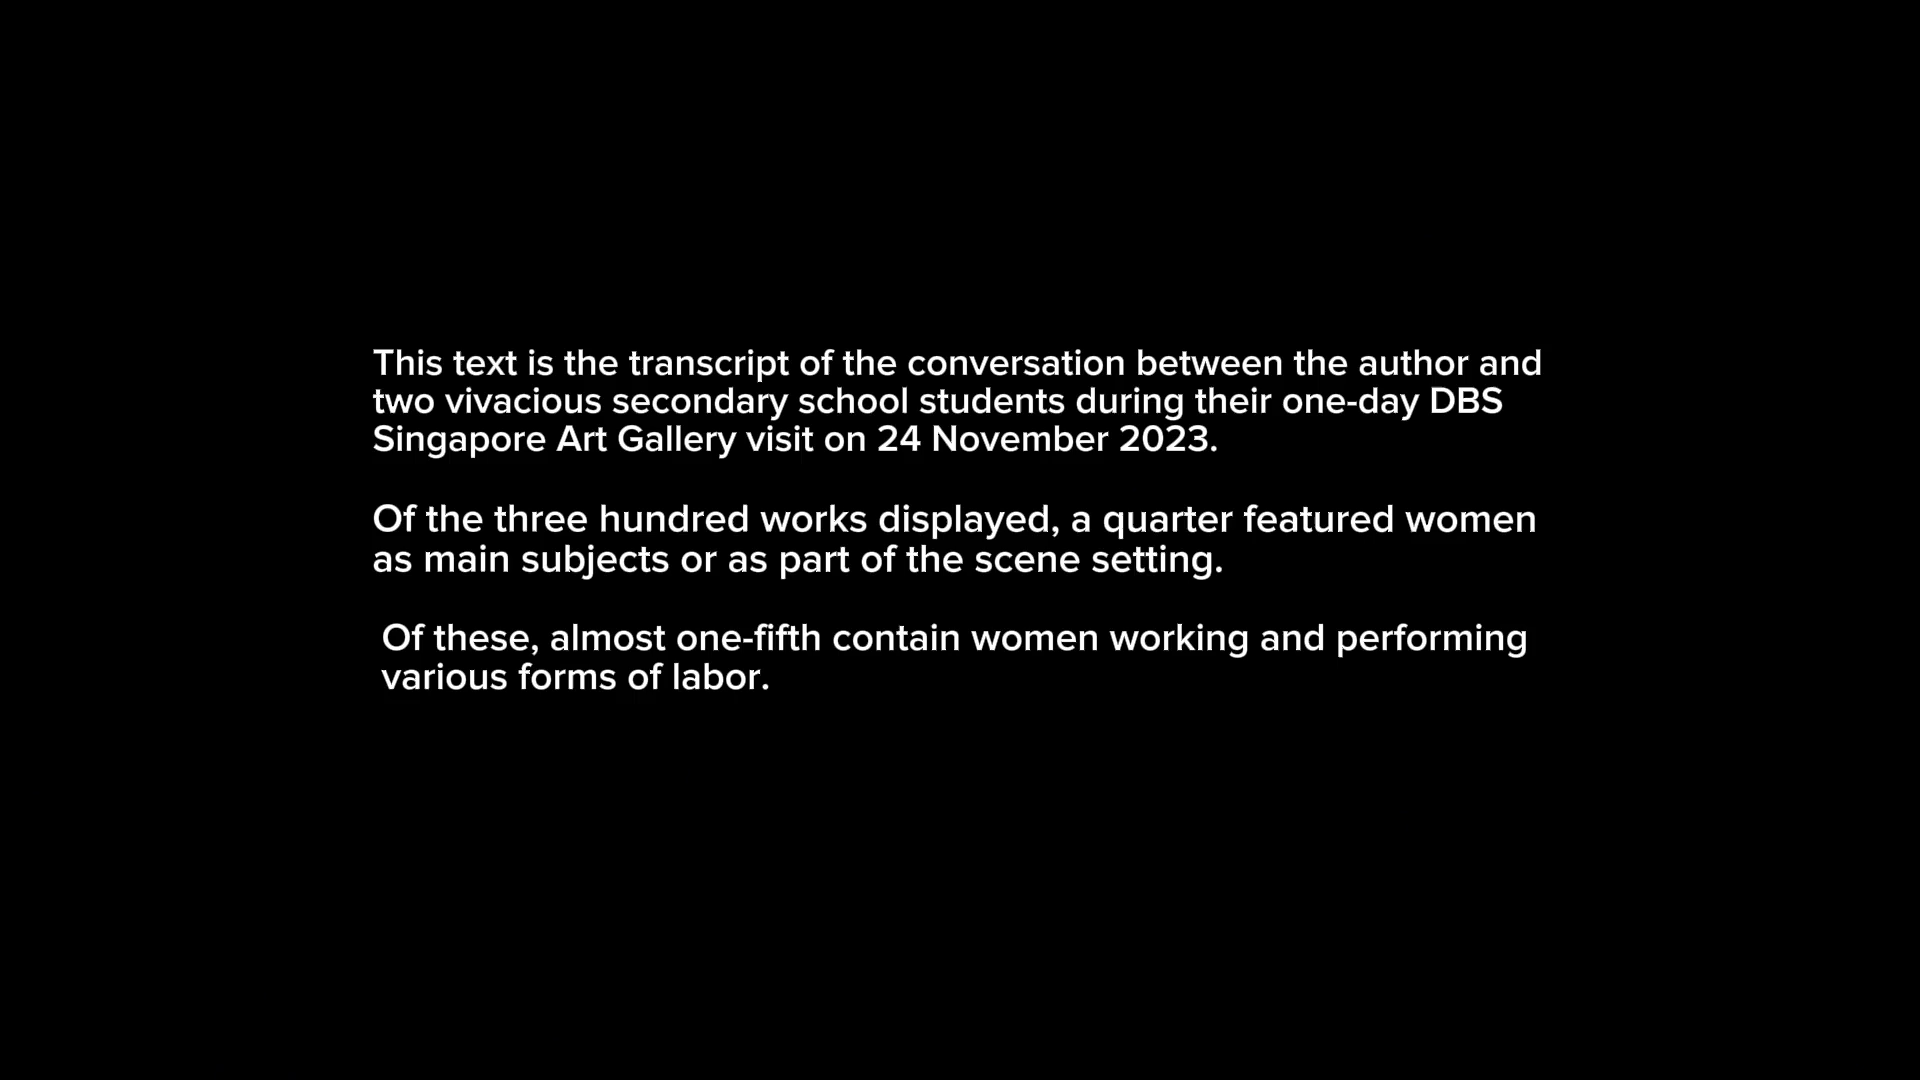 This text is the transcript of the conversation between the author and
two vivacious secondary school students during their one-day DBS
Singapore Art Gallery visit on 24 November 2023.
Of the three hundred works displayed, a quarter featured women
as main subjects or as part of the scene setting.
Of these, almost one-fifth contain women working and performing
various forms of labor.